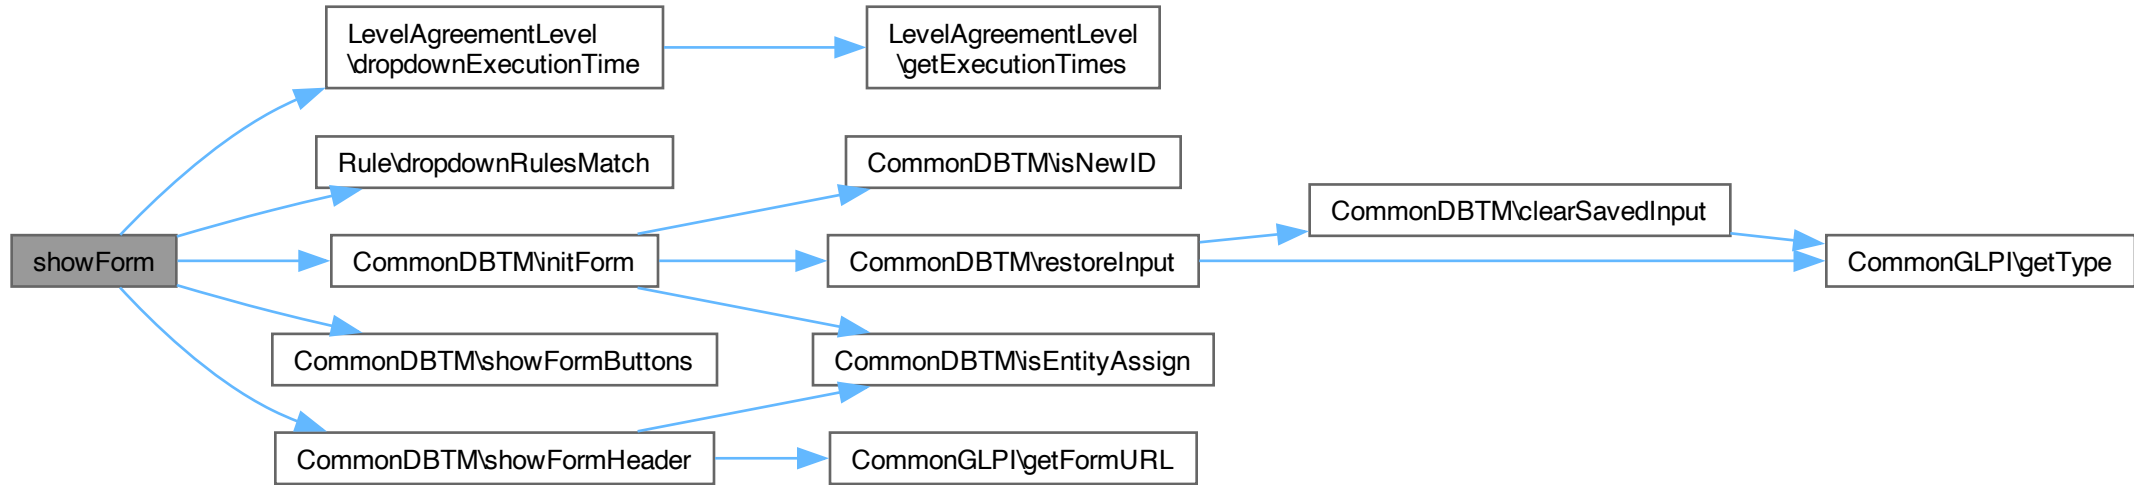 LevelAgreementLevel
\dropdownExecutionTime
LevelAgreementLevel
\getExecutionTimes
Rule\dropdownRulesMatch
CommonDBTM\isNewID
CommonDBTM\clearSavedInput
showForm
CommonDBTM\initForm
CommonDBTM\restoreInput
CommonGLPI\getType
CommonDBTM\showFormButtons
CommonDBTM\isEntityAssign
CommonDBTM\showFormHeader
CommonGLPI\getFormURL